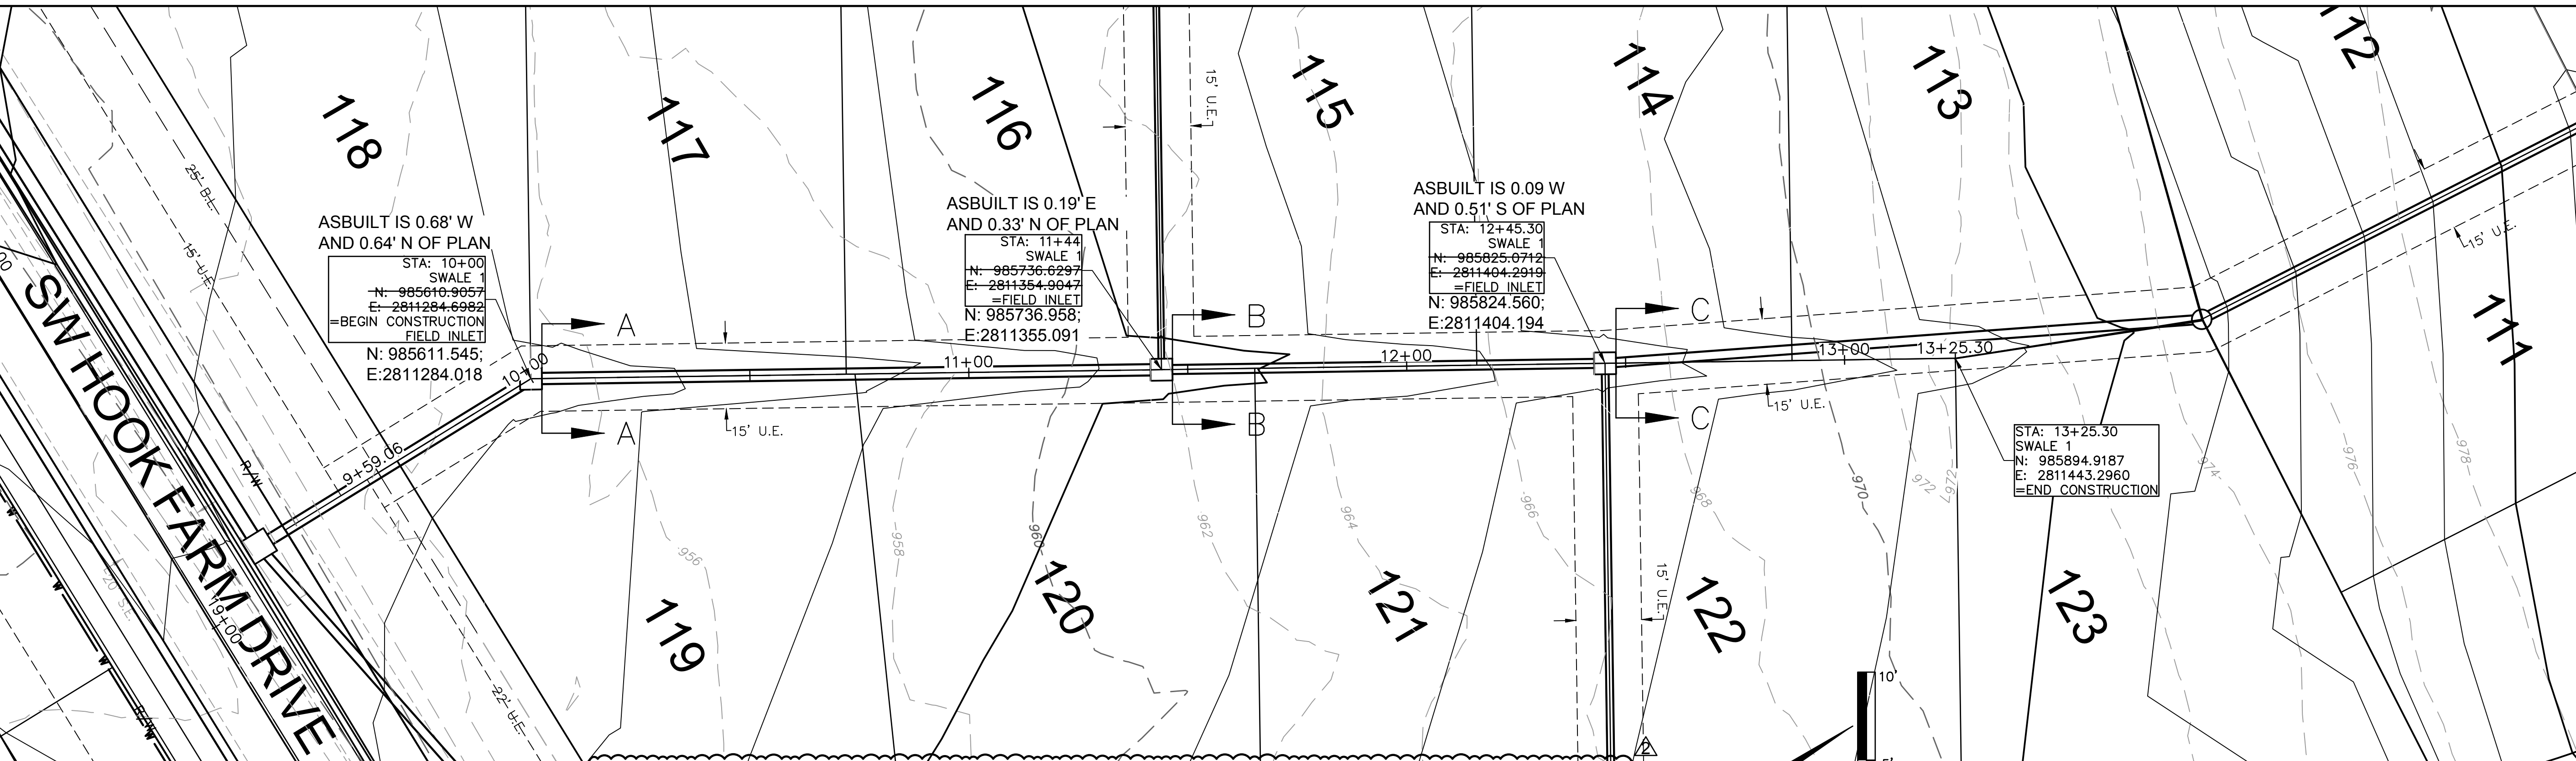 118
117
116
115
114
113
112
111
25' B.L.
15' U.E.
15' U.E.
ASBUILT IS 0.68' W
AND 0.64' N OF PLAN
STA: 10+00
SWALE 1
N: 985610.9057
E: 2811284.6982
=BEGIN CONSTRUCTION
FIELD INLET
N: 985611.545;
E:2811284.018
ASBUILT IS 0.19' E
AND 0.33' N OF PLAN
STA: 11+44
SWALE 1
N: 985736.6297
E: 2811354.9047
=FIELD INLET
N: 985736.958;
E:2811355.091
ASBUILT IS 0.09 W
AND 0.51' S OF PLAN
STA: 12+45.30
SWALE 1
N: 985825.0712
E: 2811404.2919
=FIELD INLET
N: 985824.560;
E:2811404.194
A
B
C
10+00
11+00
12+00
13+00
13+25.30
9+59.06
A
B
C
15' U.E.
15' U.E.
15' U.E.
STA: 13+25.30
SWALE 1
N: 985894.9187
E: 2811443.2960
=END CONSTRUCTION
SW HOOK FARM DRIVE
R/W
R/W
W
W
W
W
19+00
22' U.E.
956
958
960
962
964
966
968
970
972
972
974
976
978
119
120
121
122
123
15' U.E.
2
10'